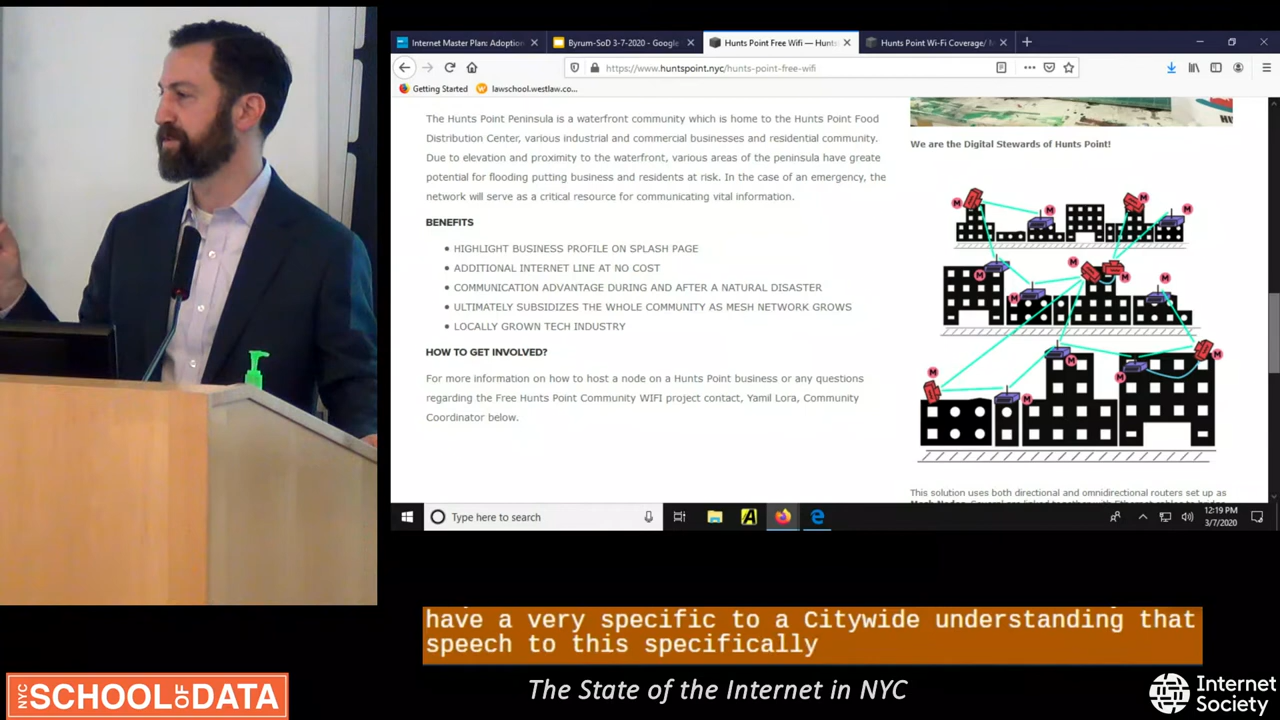 Internet Master Plan: Adoption
Byrum-SoD 3-7-2020 - Google
Hunts Point Free Wifi — Hunts
Hunts Point Wi-Fi Coverage/ M
https://www.huntspoint.nyc/hunts-point-free-wifi
Getting Started
lawschool.westlaw.co...
The Hunts Point Peninsula is a waterfront community which is home to the Hunts Point Food
Distribution Center, various industrial and commercial businesses and residential community.
Due to elevation and proximity to the waterfront, various areas of the peninsula have greate
potential for flooding putting business and residents at risk. In the case of an emergency, the
network will serve as a critical resource for communicating vital information.
BENEFITS
HIGHLIGHT BUSINESS PROFILE ON SPLASH PAGE
ADDITIONAL INTERNET LINE AT NO COST
COMMUNICATION ADVANTAGE DURING AND AFTER A NATURAL DISASTER
ULTIMATELY SUBSIDIZES THE WHOLE COMMUNITY AS MESH NETWORK GROWS
LOCALLY GROWN TECH INDUSTRY
HOW TO GET INVOLVED?
For more information on how to host a node on a Hunts Point business or any questions
regarding the Free Hunts Point Community WIFI project contact, Yamil Lora, Community
Coordinator below.
We are the Digital Stewards of Hunts Point!
M M M M
M M M M
M M M M M
This solution uses both directional and omnidirectional routers set up as
Type here to search
12:19 PM
3/7/2020
have a very specific to a Citywide understanding that
speech to this specifically
NYC SCHOOL OF DATA
The State of the Internet in NYC
Internet
Society